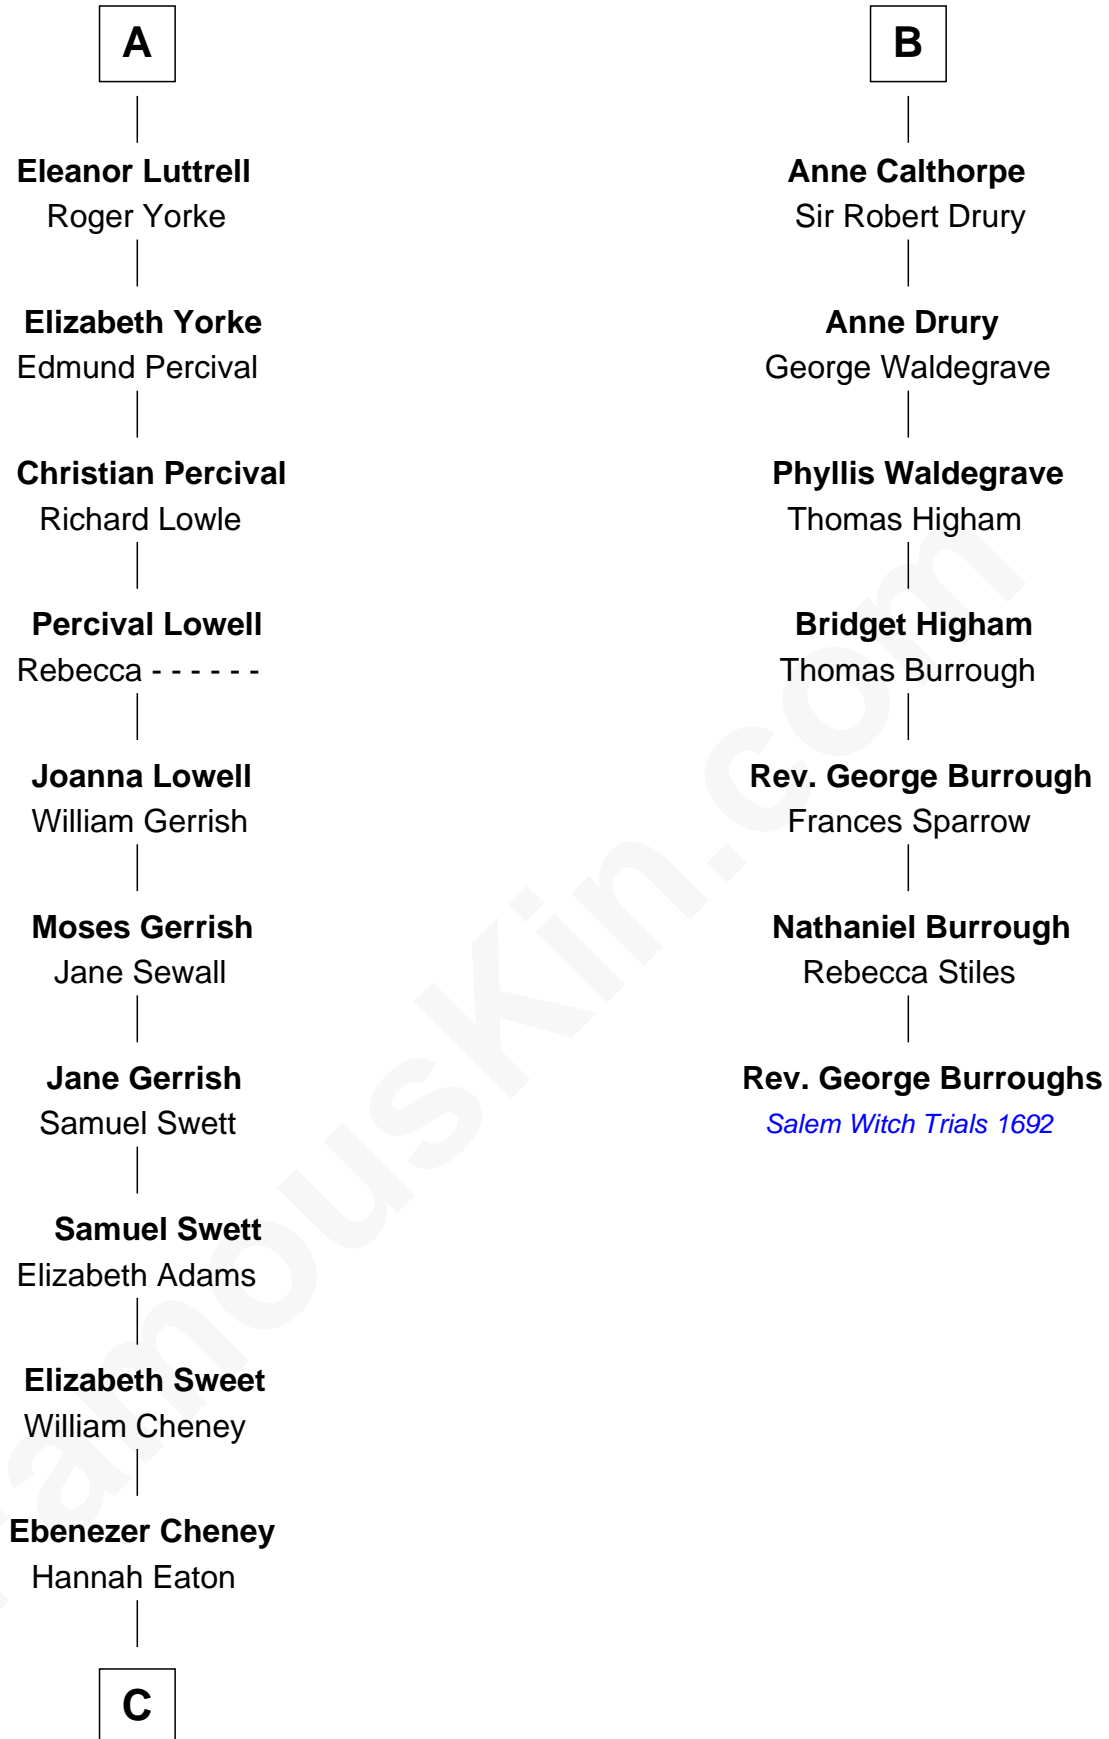 A
Eleanor Luttrell
Roger Yorke
Elizabeth Yorke
Edmund Percival
Christian Percival
Richard Lowle
Percival Lowell
Rebecca - - - - - -
Joanna Lowell
William Gerrish
Moses Gerrish
Jane Sewall
Jane Gerrish
Samuel Swett
Samuel Swett
Elizabeth Adams
Elizabeth Sweet
William Cheney
Ebenezer Cheney
Hannah Eaton
C
B
Anne Calthorpe
Sir Robert Drury
Anne Drury
George Waldegrave
Phyllis Waldegrave
Thomas Higham
Bridget Higham
Thomas Burrough
Rev. George Burrough
Frances Sparrow
Nathaniel Burrough
Rebecca Stiles
Rev. George Burroughs
Salem Witch Trials 1692
FamousKin.com